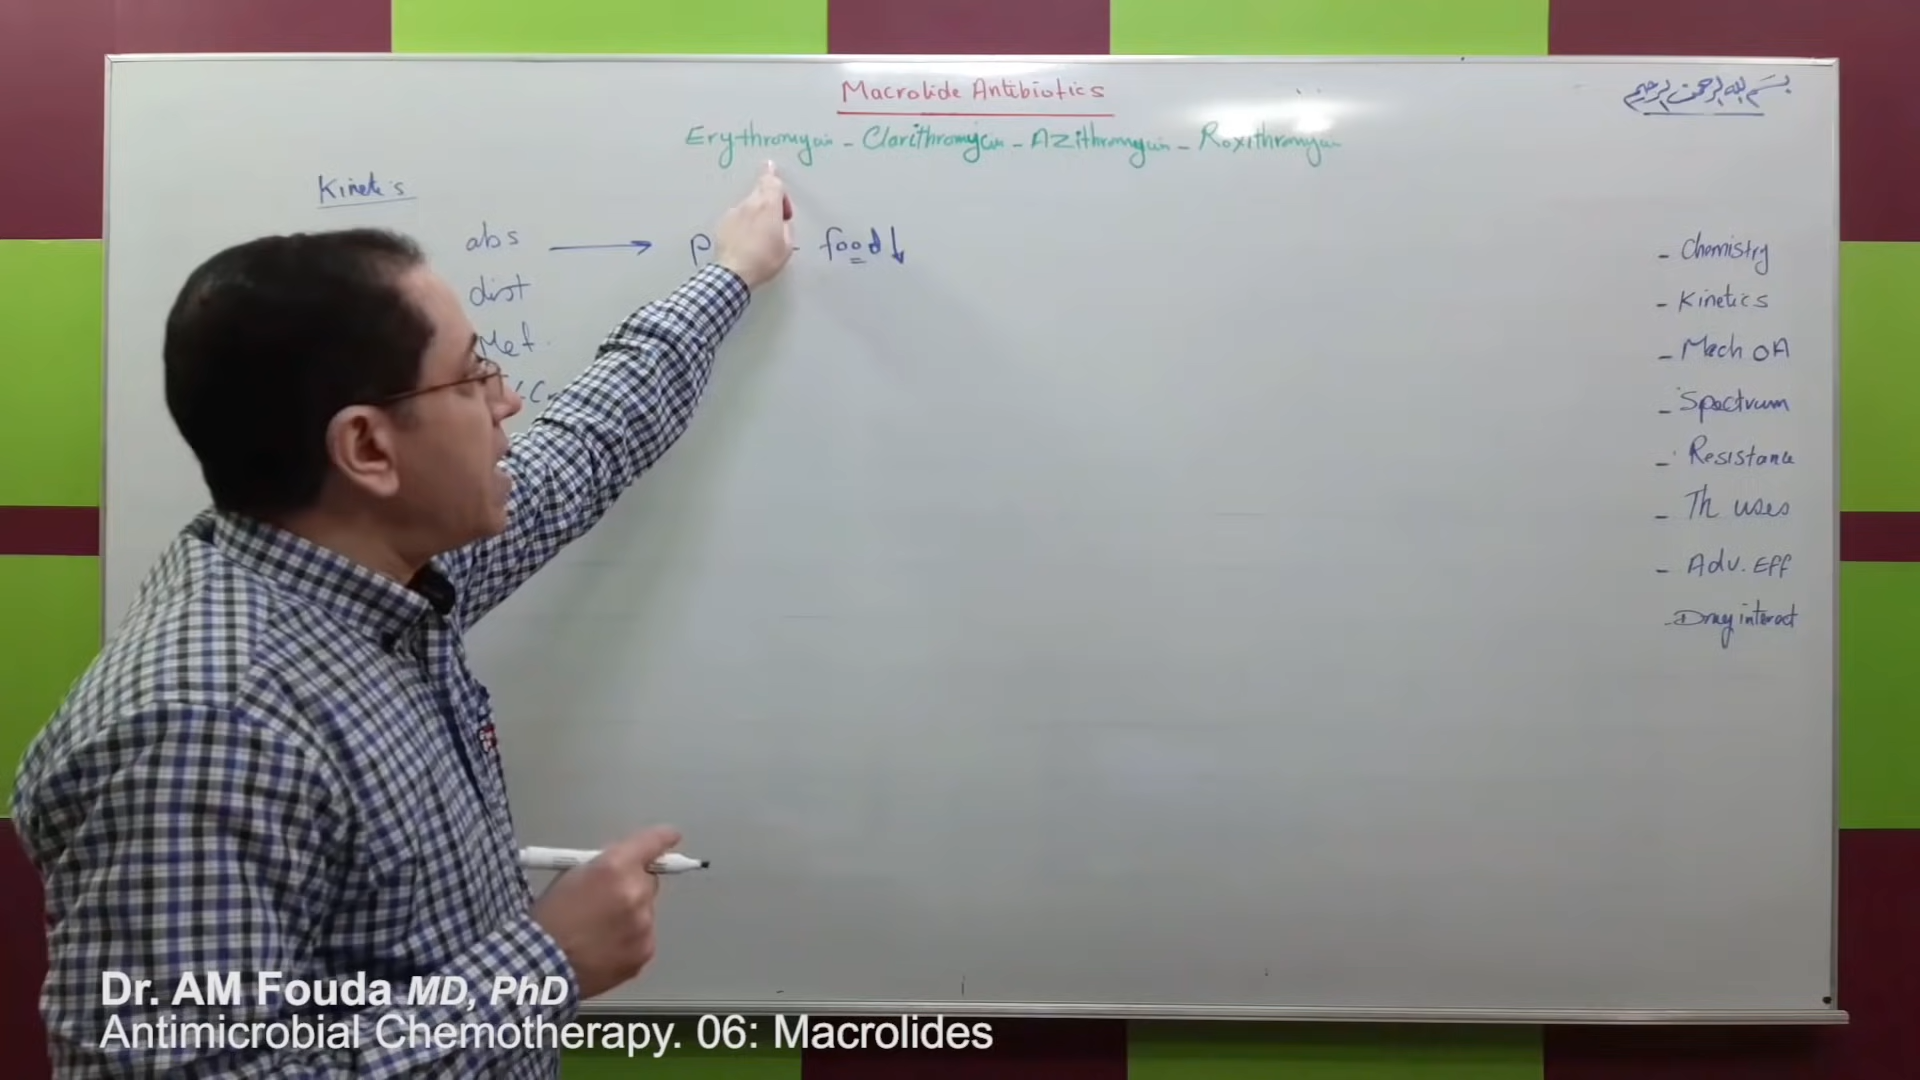 بسم الله الرحمن الرحيم
Macrolide Antibiotics
Erythromycin - Clarithromycin - Azithromycin - Roxithromycin
Kinetics
abs → food ↓
dist
Met.
- Chemistry
- Kinetics
- Mech OA
- Spectrum
- Resistance
- Th uses
- Adv. Eff
- Drug interact
Dr. AM Fouda MD, PhD
Antimicrobial Chemotherapy. 06: Macrolides